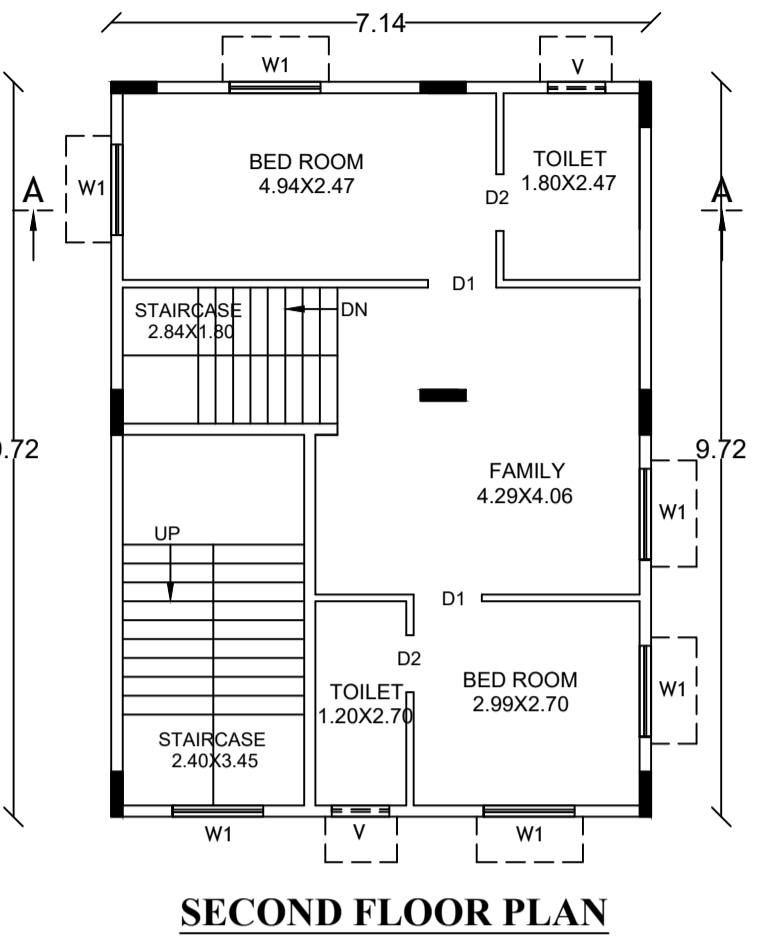 7.14
W1
V
BED ROOM
4.94X2.47
TOILET
1.80X2.47
A
W1
D2
A
D1
STAIRCASE
2.84X1.80
DN
9.72
FAMILY
4.29X4.06
9.72
W1
UP
D1
D2
BED ROOM
2.99X2.70
TOILET
1.20X2.70
W1
STAIRCASE
2.40X3.45
W1
V
W1
SECOND FLOOR PLAN